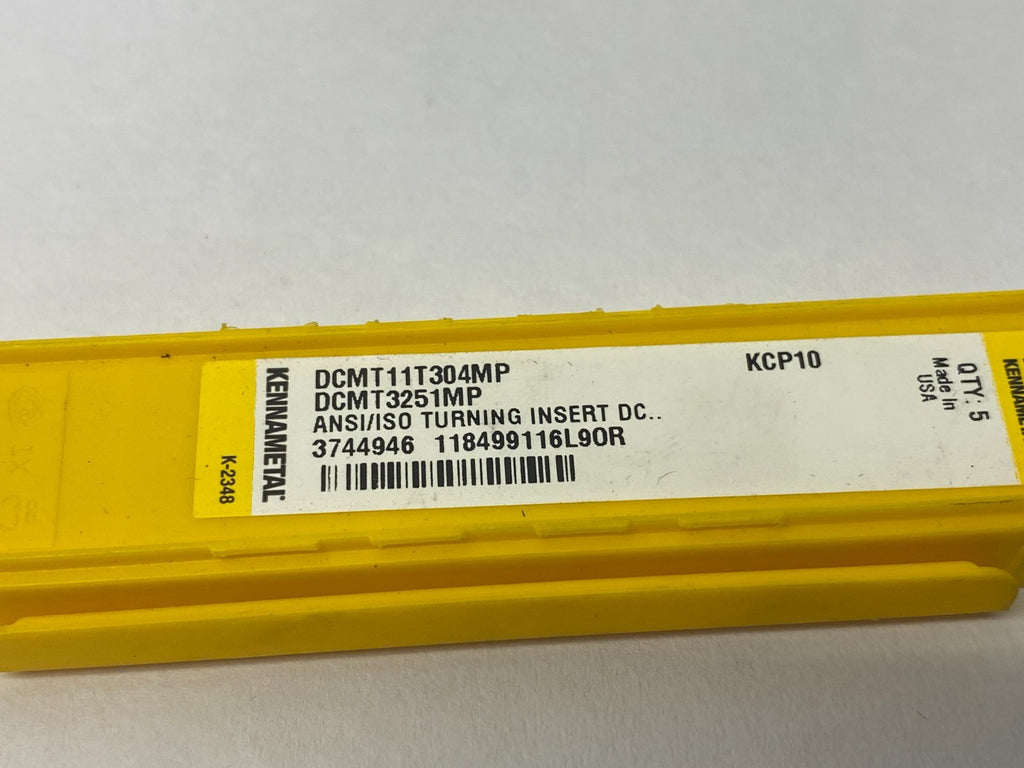 KENNAMETAL
K-2348
DCMT11T304MP
DCMT3251MP
ANSI/ISO TURNING INSERT DC..
3744946 118499116L90R
KCP10
QTY: 5
Made In
USA